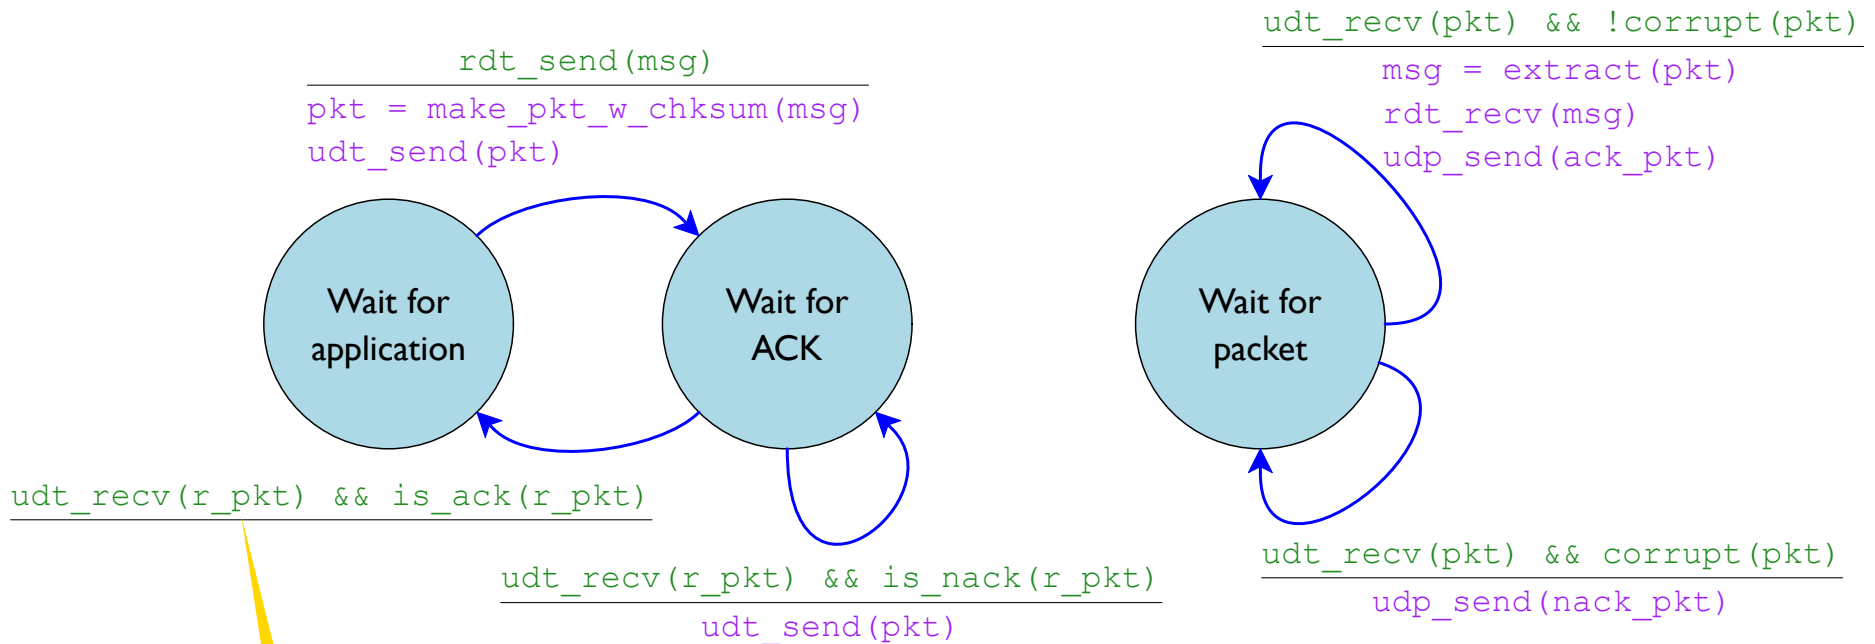 rdt_send(msg)
pkt = make_pkt_w_chksum(msg)
udt_send(pkt)
Wait for
application
Wait for
ACK
udt_recv(r_pkt) && is_ack(r_pkt)
udt_recv(r_pkt) && is_nack(r_pkt)
udt_send(pkt)
udt_recv(pkt) && !corrupt(pkt)
msg = extract(pkt)
rdt_recv(msg)
udp_send(ack_pkt)
Wait for
packet
udt_recv(pkt) && corrupt(pkt)
udp_send(nack_pkt)